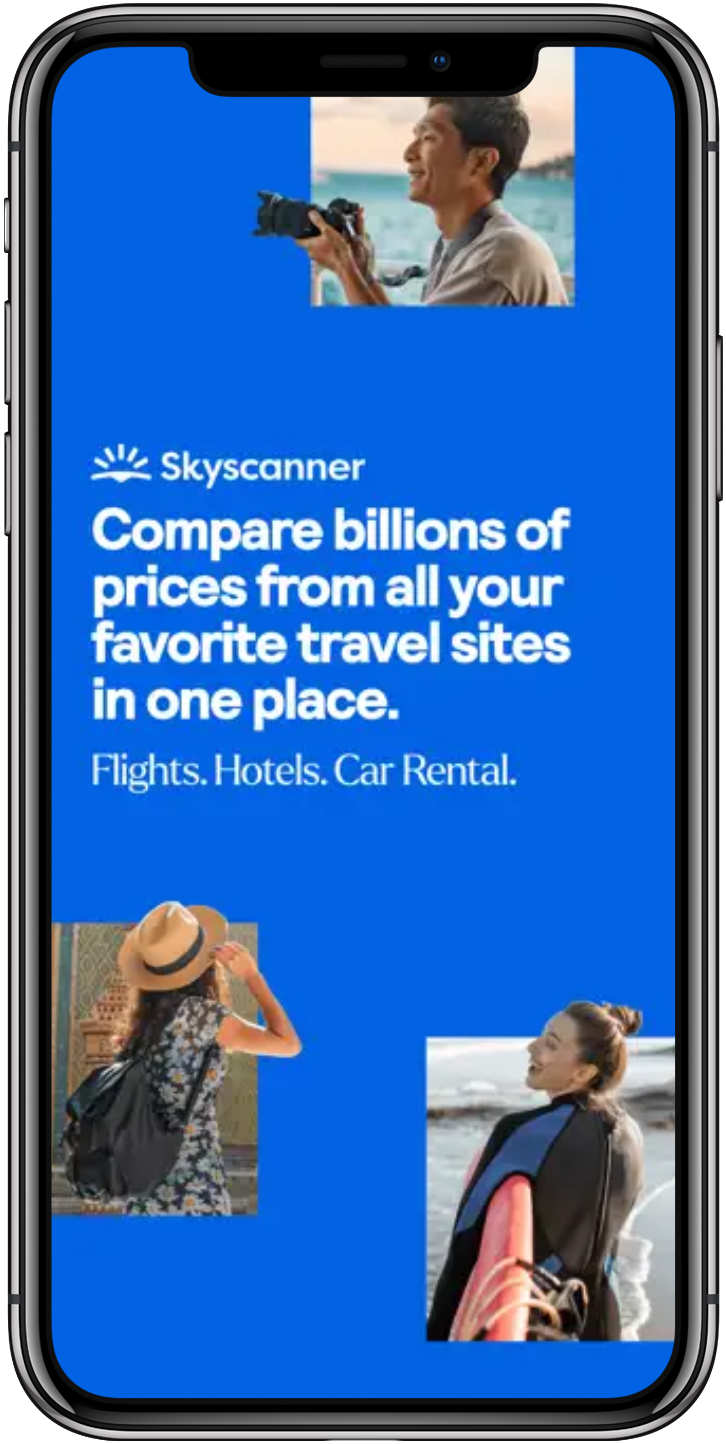 Skyscanner
Compare billions of
prices from all your
favorite travel sites
in one place.
Flights. Hotels. Car Rental.